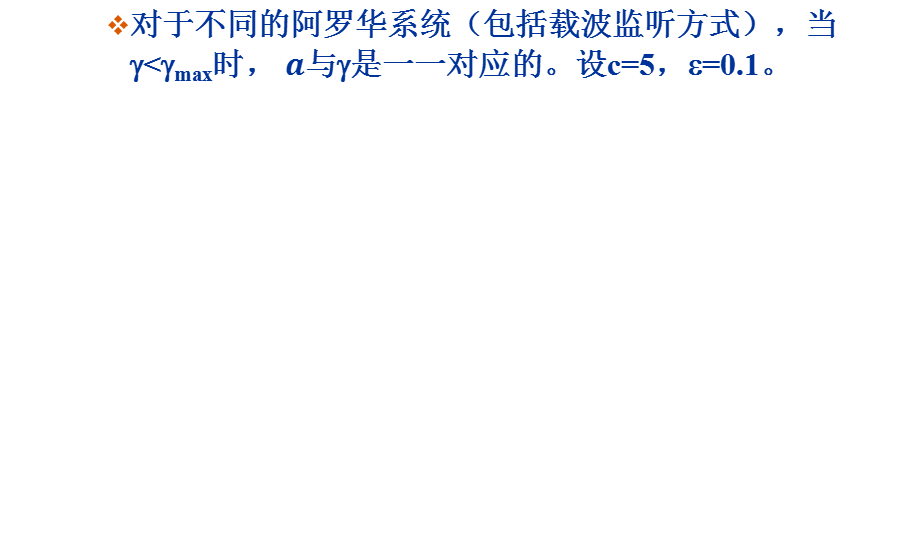 ❖对于不同的阿罗华系统（包括载波监听方式），当
γ<γmax时， a与γ是一一对应的。设c=5，ε=0.1。